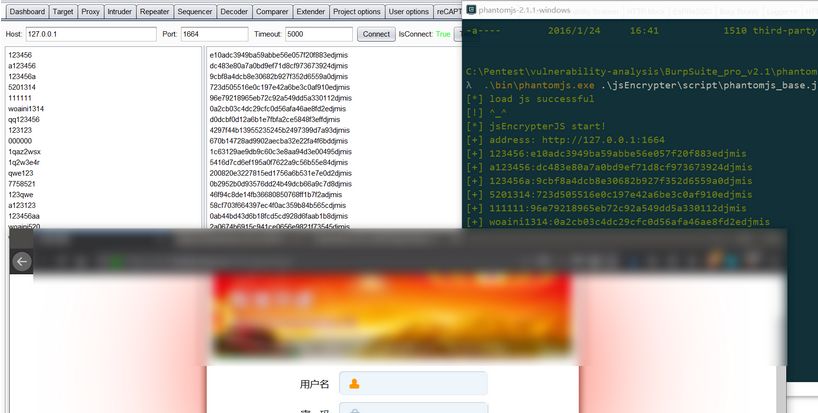 Dashboard Target Proxy Intruder Repeater Sequencer Decoder Comparer Extender Project options User options reCAPT
Host: 127.0.0.1 Port: 1664 Timeout: 5000 Connect IsConnect: True
123456
a123456
123456a
5201314
111111
woaini1314
qq123456
123123
000000
1qaz2wsx
1q2w3e4r
qwe123
7758521
123qwe
a123123
123456aa
woaini520
e10adc3949ba59abbe56e057f20f883edjmis
dc483e80a7a0bd9ef71d8cf973673924djmis
9cbf8a4dcb8e30682b927f352d6559a0djmis
723d505516e0c197e42a6be3c0af910edjmis
96e79218965eb72c92a549dd5a330112djmis
0a2cb03c4dc29cfc0d56afa46ae8fd2edjmis
d0dcbf0d12a6b1e7fbfa2ce5848f3effdjmis
4297f44b13955235245b2497399d7a93djmis
670b14728ad9902aecba32e22fa4f6bddjmis
1c63129ae9db9c60c3e8aa94d3e00495djmis
5416d7cd6ef195a0f7622a9c56b55e84djmis
200820e3227815ed1756a6b531e7e0d2djmis
0b2952b0d93576dd24b49dcb66a9c7d8djmis
46f94c8de14fb36680850768ff1b7f2adjmis
58cf703f664397ec4f0ac359b84b565cdjmis
0ab44bd43d6b18fcd5cd928d6faab1b8djmis
phantomjs-2.1.1-windows
-a---- 2016/1/24 16:41 1510 third-party
C:\Pentest\vulnerability-analysis\BurpSuite_pro_v2.1\phantom
λ .\bin\phantomjs.exe .\jsEncrypter\script\phantomjs_base.j
[*] load js successful
[!] ^_^
[*] jsEncrypterJS start!
[+] address: http://127.0.0.1:1664
[+] 123456:e10adc3949ba59abbe56e057f20f883edjmis
[+] a123456:dc483e80a7a0bd9ef71d8cf973673924djmis
[+] 123456a:9cbf8a4dcb8e30682b927f352d6559a0djmis
[+] 5201314:723d505516e0c197e42a6be3c0af910edjmis
[+] 111111:96e79218965eb72c92a549dd5a330112djmis
[+] woaini1314:0a2cb03c4dc29cfc0d56afa46ae8fd2edjmis
用户名